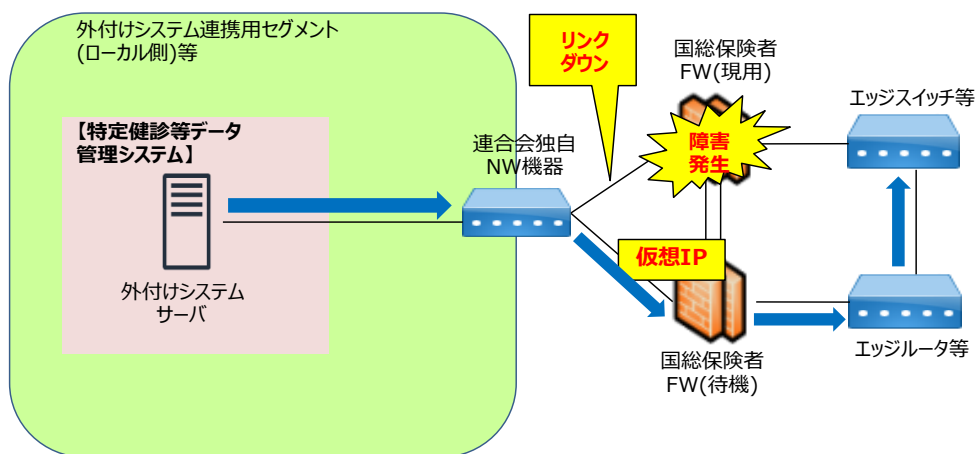 外付けシステム連携用セグメント
(ローカル側)等
【特定健診等データ
管理システム】
外付けシステム
サーバ
連合会独自
NW機器
リンク
ダウン
国総保険者
FW(現用)
障害
発生
仮想IP
国総保険者
FW(待機)
エッジスイッチ等
エッジルータ等